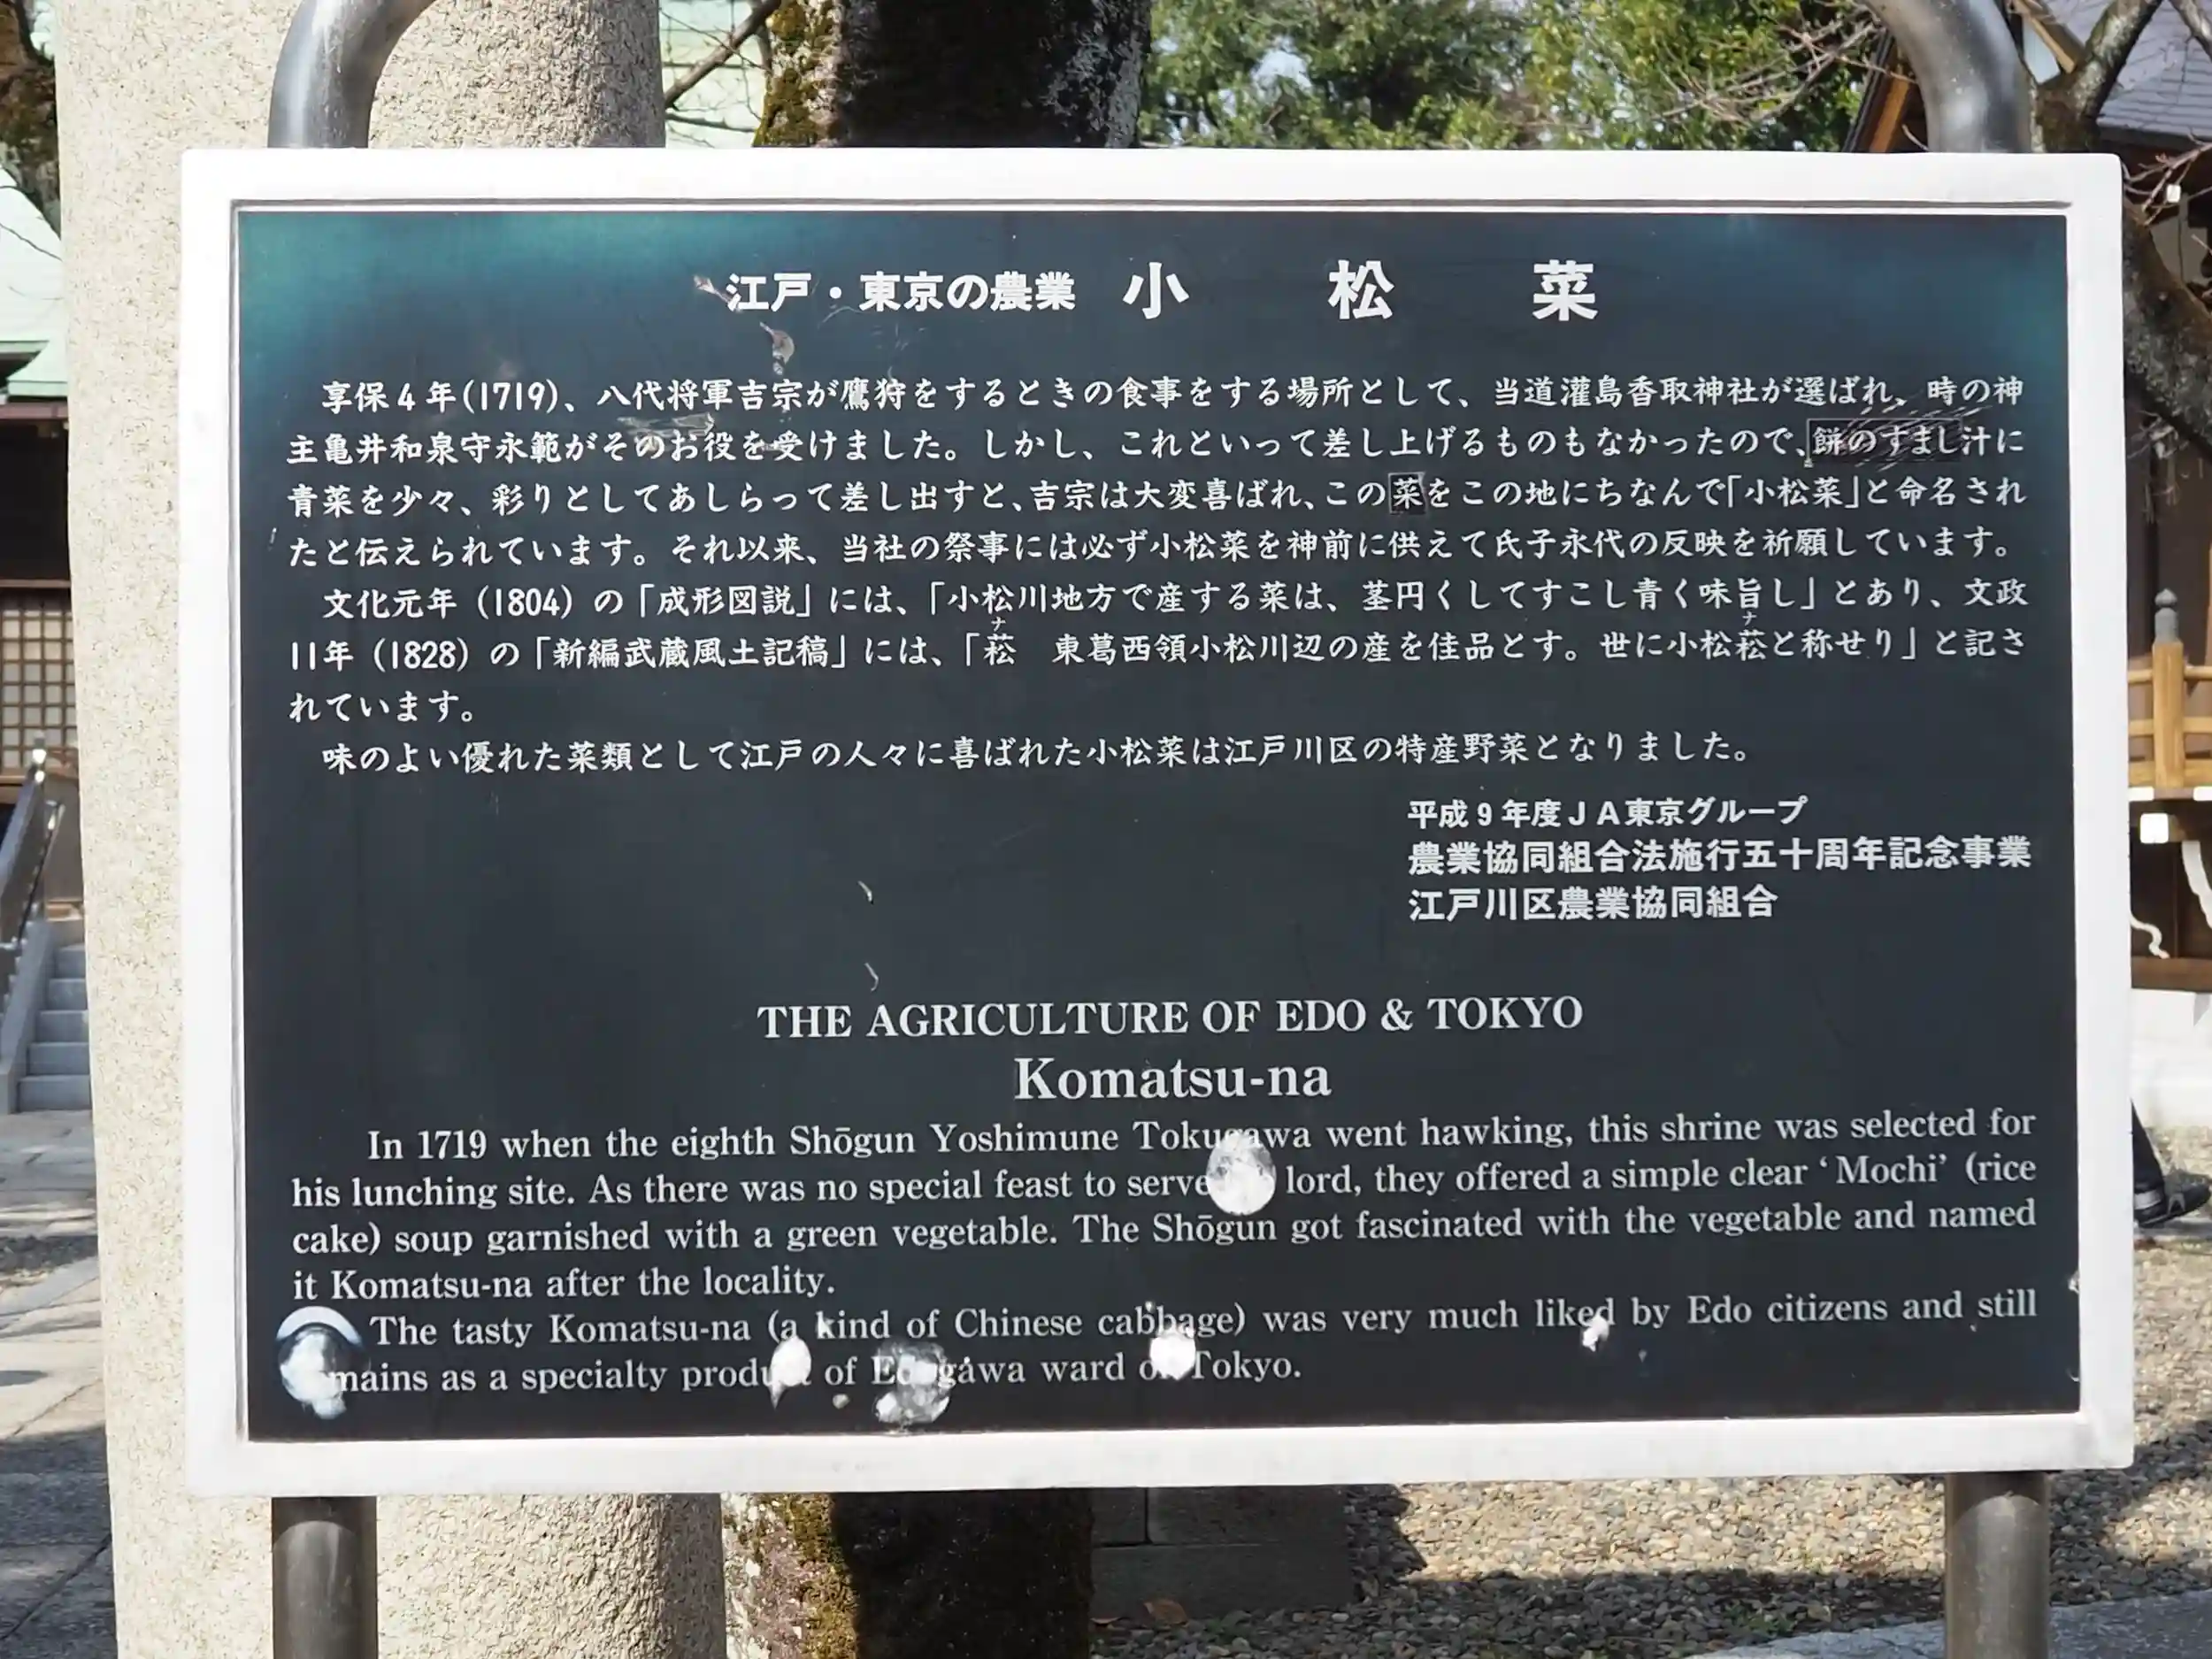 江戸・東京の農業 小 松 菜
享保4年(1719)、八代将軍吉宗が鷹狩をするときの食事をする場所として、当道灌島香取神社が選ばれ、時の神
主亀井和泉守永範がそのお役を受けました。しかし、これといって差し上げるものもなかったので、餅のすまし汁に
青菜を少々、彩りとしてあしらって差し出すと、吉宗は大変喜ばれ、この菜をこの地にちなんで「小松菜」と命名され
たと伝えられています。それ以来、当社の祭事には必ず小松菜を神前に供えて氏子永代の反映を祈願しています。
文化元年(1804)の「成形図説」には、「小松川地方で産する菜は、茎円くしてすこし青く味旨し」とあり、文政
ナ ナ
11年(1828)の「新編武蔵風土記稿」には、「菘 東葛西領小松川辺の産を佳品とす。世に小松菘と称せり」と記さ
れています。
味のよい優れた菜類として江戸の人々に喜ばれた小松菜は江戸川区の特産野菜となりました。
平成9年度JA東京グループ
農業協同組合法施行五十周年記念事業
江戸川区農業協同組合
THE AGRICULTURE OF EDO & TOKYO
Komatsu-na
In 1719 when the eighth Shōgun Yoshimune Tokugawa went hawking, this shrine was selected for
his lunching site. As there was no special feast to serve lord, they offered a simple clear ‘Mochi’ (rice
cake) soup garnished with a green vegetable. The Shōgun got fascinated with the vegetable and named
it Komatsu-na after the locality.
The tasty Komatsu-na (a kind of Chinese cabbage) was very much liked by Edo citizens and still
mains as a specialty product of Edogawa ward of Tokyo.